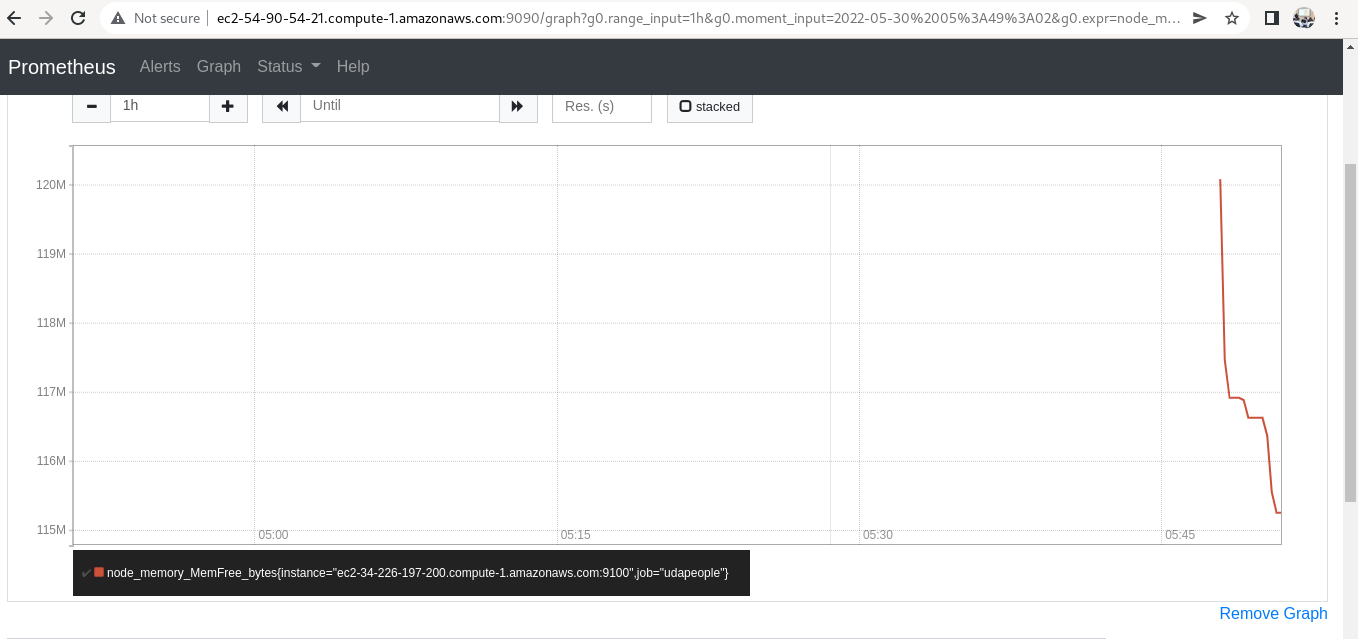 Not secure ec2-54-90-54-21.compute-1.amazonaws.com:9090/graph?g0.range_input=1h&g0.moment_input=2022-05-30%2005%3A49%3A02&g0.expr=node_m...
Prometheus Alerts Graph Status Help
1h Until Res. (s) stacked
120M
119M
118M
117M
116M
115M
05:00 05:15 05:30 05:45
node_memory_MemFree_bytes{instance="ec2-34-226-197-200.compute-1.amazonaws.com:9100",job="udapeople"}
Remove Graph